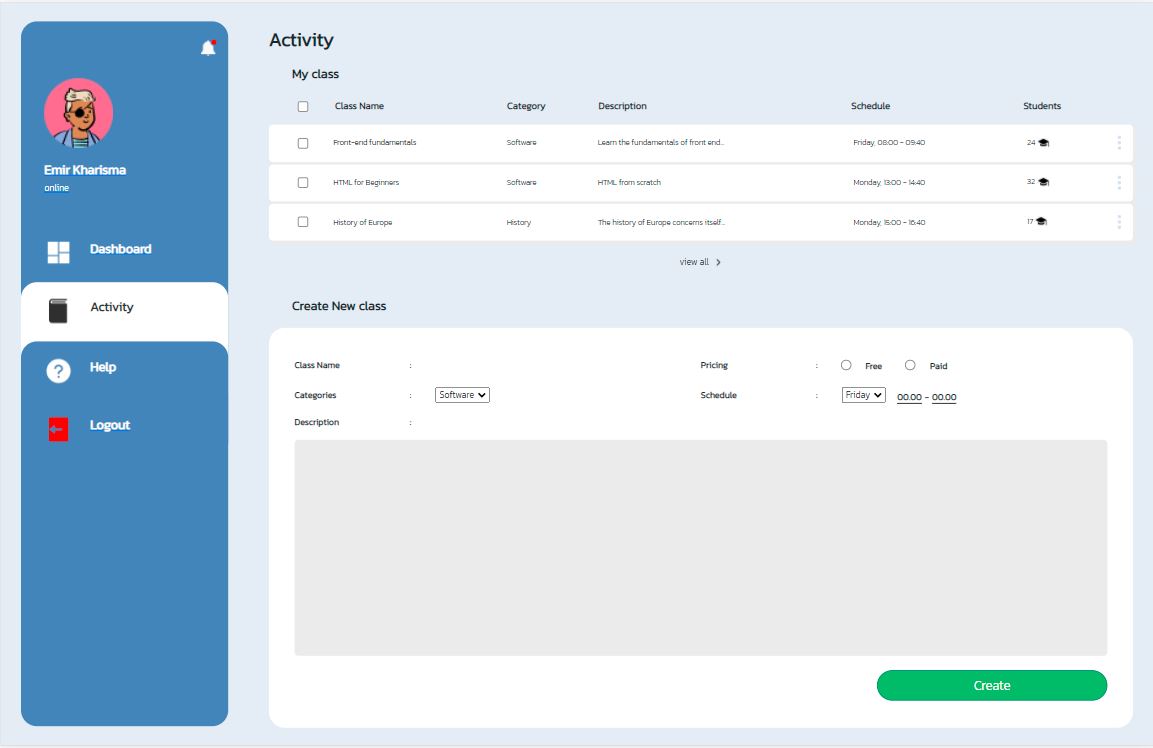 Emir Kharisma
online
Dashboard
Activity
Help
Logout
Activity
My class
Class Name Category Description Schedule Students
Front-end fundamentals Software Learn the fundamentals of front end... Friday, 08:00 - 09:40 24
HTML for Beginners Software HTML from scratch Monday, 13:00 - 14:40 32
History of Europe History The history of Europe concerns itself... Monday, 15:00 - 16:40 17
view all >
Create New class
Class Name : Pricing : Free Paid
Categories : Software Schedule : Friday 00.00 - 00.00
Description :
Create